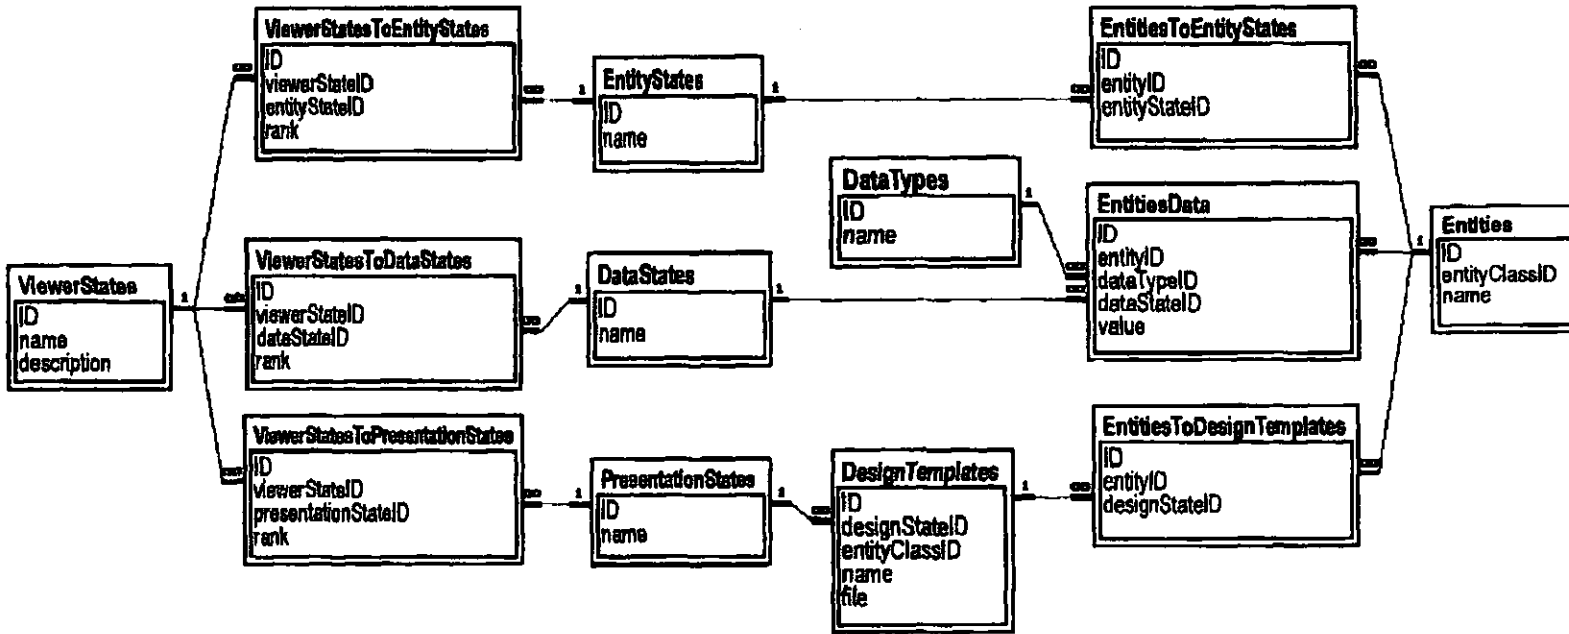 ViewerStatesToEntityStates
ID
viewerStateID
entityStateID
rank
EntityStates
ID
name
EntitiesToEntityStates
ID
entityID
entityStateID
DataTypes
ID
name
EntitiesData
ID
entityID
dataTypeID
dataStateID
value
Entities
ID
entityClassID
name
ViewerStates
ID
name
description
ViewerStatesToDataStates
ID
viewerStateID
dataStateID
rank
DataStates
ID
name
ViewerStatesToPresentationStates
ID
viewerStateID
presentationStateID
rank
PresentationStates
ID
name
DesignTemplates
ID
designStateID
entityClassID
name
file
EntitiesToDesignTemplates
ID
entityID
designStateID
1
1
1
1
1
1
1
1
1
1